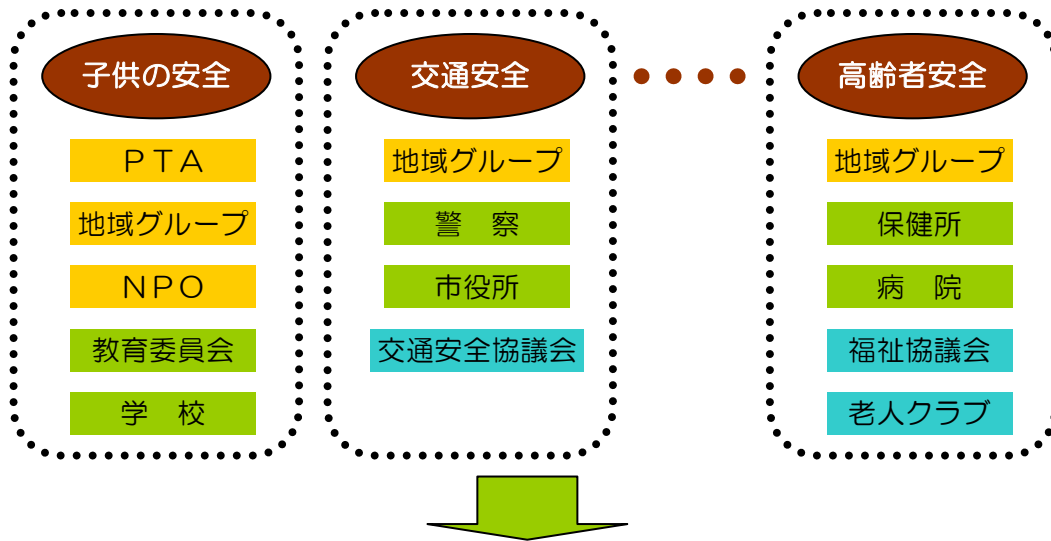 子供の安全
ＰＴＡ
地域グループ
ＮＰＯ
教育委員会
学　校
交通安全
地域グループ
警　察
市役所
交通安全協議会
高齢者安全
地域グループ
保健所
病　院
福祉協議会
老人クラブ